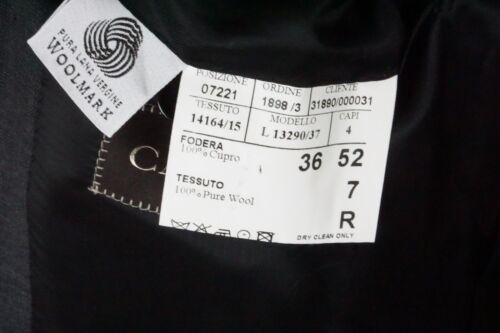 PURA LANA VERGINE
WOOLMARK
POSIZIONE ORDINE CLIENTE
07221 1898 /3 31890/000031
TESSUTO MODELLO CAPI
14164/15 L 13290/37 4
FODERA
100% Cupro
36 52
TESSUTO
100% Pure Wool
7
R
DRY CLEAN ONLY